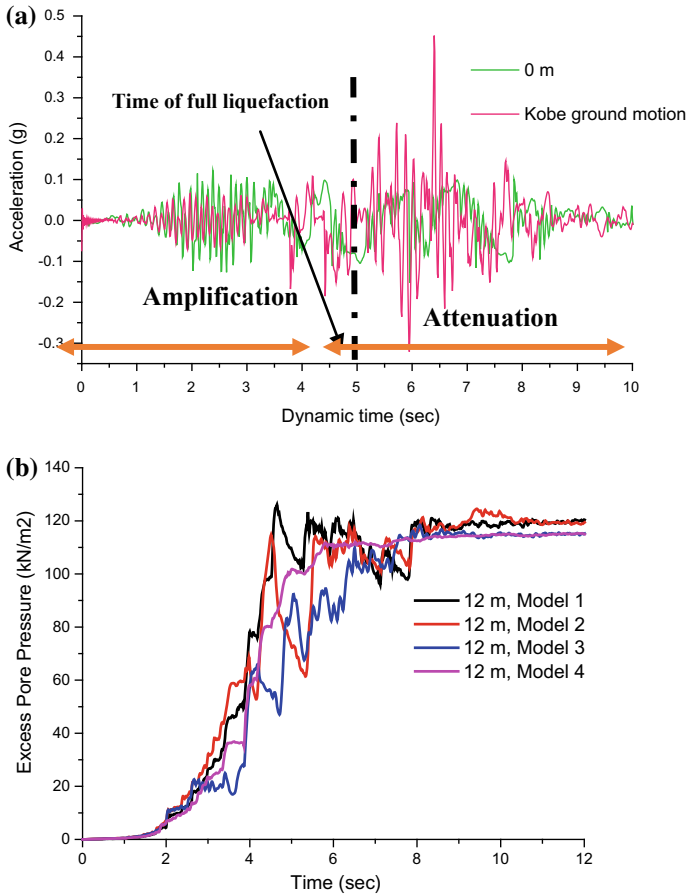 (a)
0.5
0.4
0.3
0.2
0.1
0.0
-0.1
-0.2
-0.3
Acceleration (g)
0 m
Kobe ground motion
Time of full liquefaction
Amplification
Attenuation
0 1 2 3 4 5 6 7 8 9 10
Dynamic time (sec)
(b)
140
120
100
80
60
40
20
0
Excess Pore Pressure (kN/m2)
12 m, Model 1
12 m, Model 2
12 m, Model 3
12 m, Model 4
0 2 4 6 8 10 12
Time (sec)